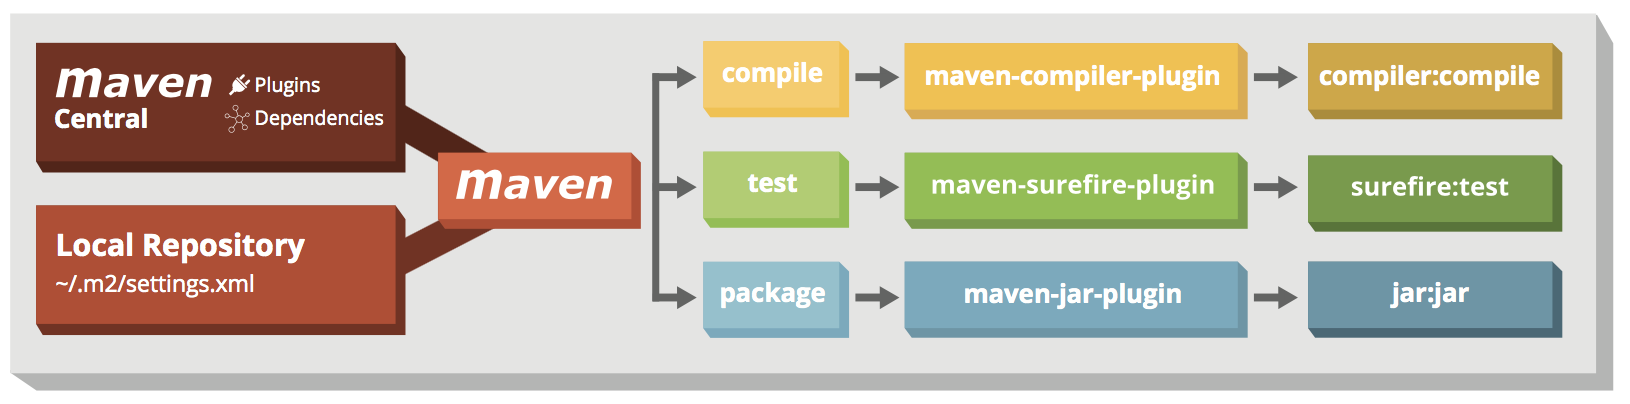 maven
Central
Plugins
Dependencies
Local Repository
~/.m2/settings.xml
maven
compile
maven-compiler-plugin
compiler:compile
test
maven-surefire-plugin
surefire:test
package
maven-jar-plugin
jar:jar